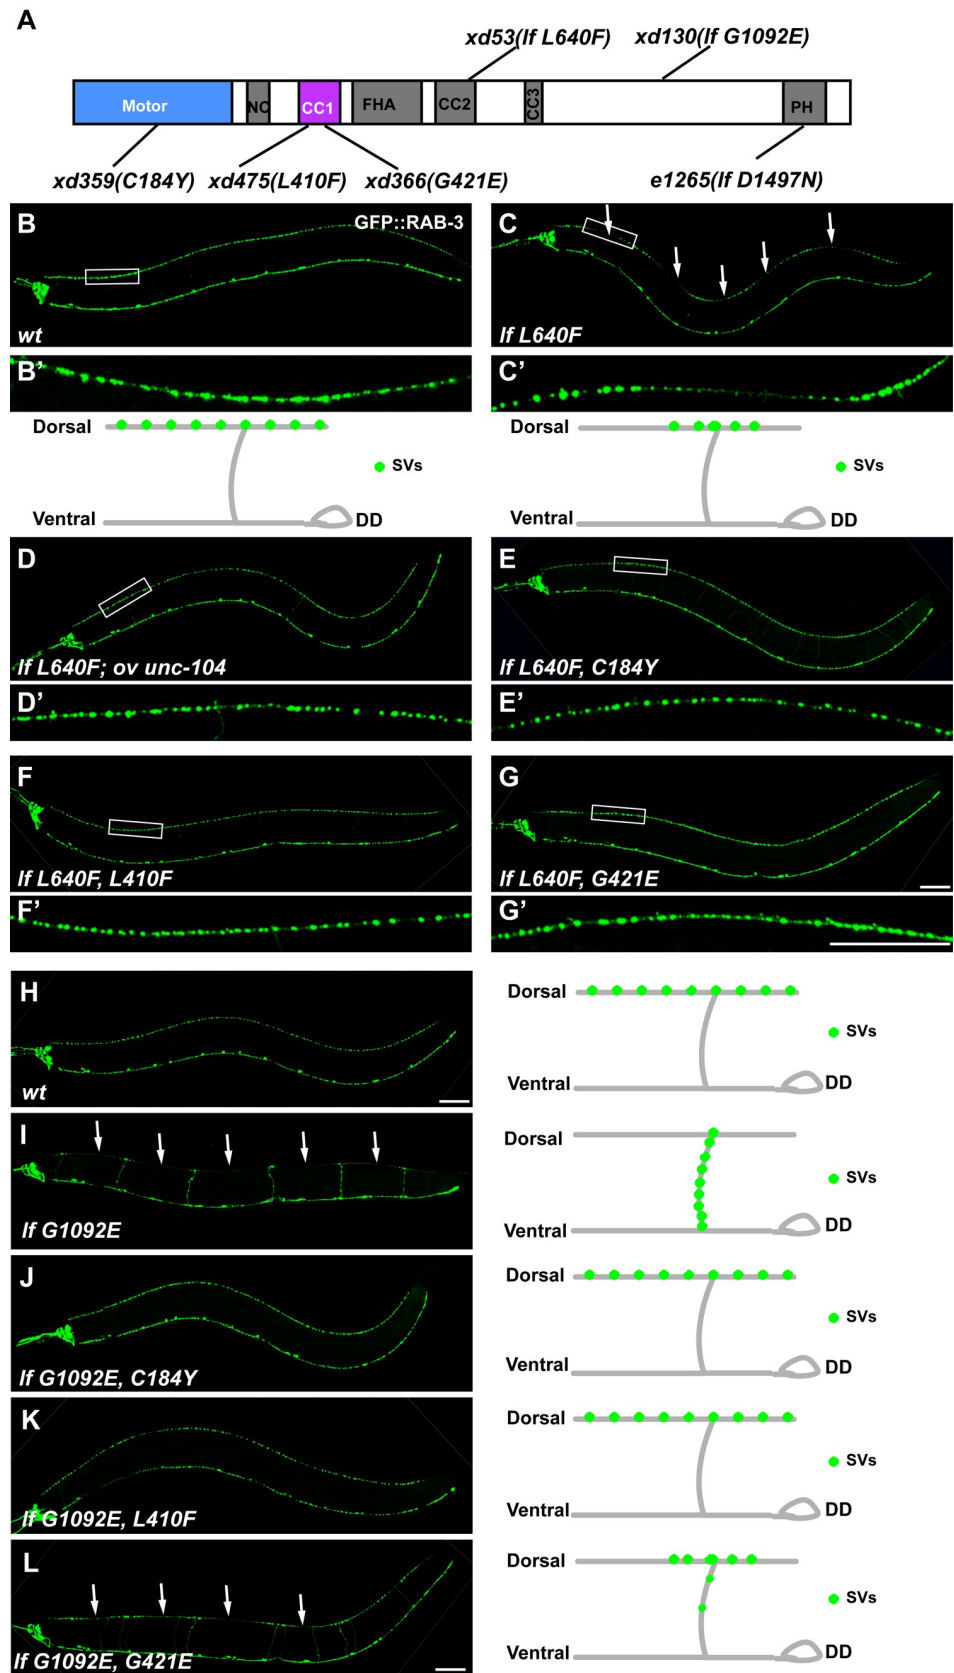 A
xd53(lf L640F) xd130(lf G1092E)
Motor NC CC1 FHA CC2 CC3 PH
xd359(C184Y) xd475(L410F) xd366(G421E) e1265(lf D1497N)
B GFP::RAB-3
wt
C
lf L640F
B'
C'
Dorsal
SVs
Ventral DD
Dorsal
SVs
Ventral DD
D
lf L640F; ov unc-104
E
lf L640F, C184Y
D'
E'
F
lf L640F, L410F
G
lf L640F, G421E
F'
G'
H
wt
Dorsal
SVs
Ventral DD
I
lf G1092E
Dorsal
SVs
Ventral DD
J
lf G1092E, C184Y
Dorsal
SVs
Ventral DD
K
lf G1092E, L410F
Dorsal
SVs
Ventral DD
L
lf G1092E, G421E
Dorsal
SVs
Ventral DD